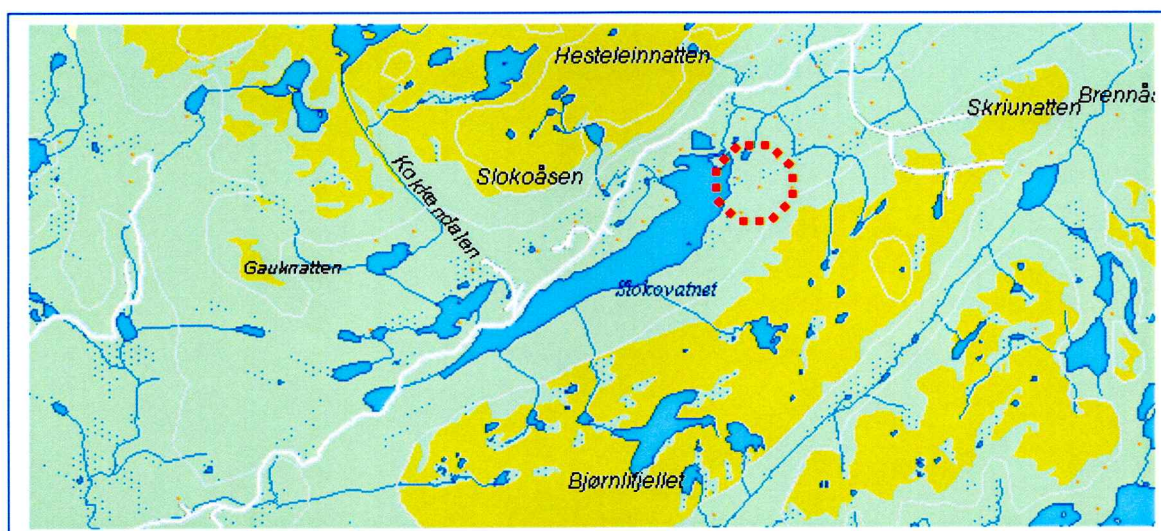 Hesteleinnatten
Brennås
Skriunatten
Slokoåsen
Kokkendalen
Gauknatten
Slokovatnet
Bjørnlifjellet